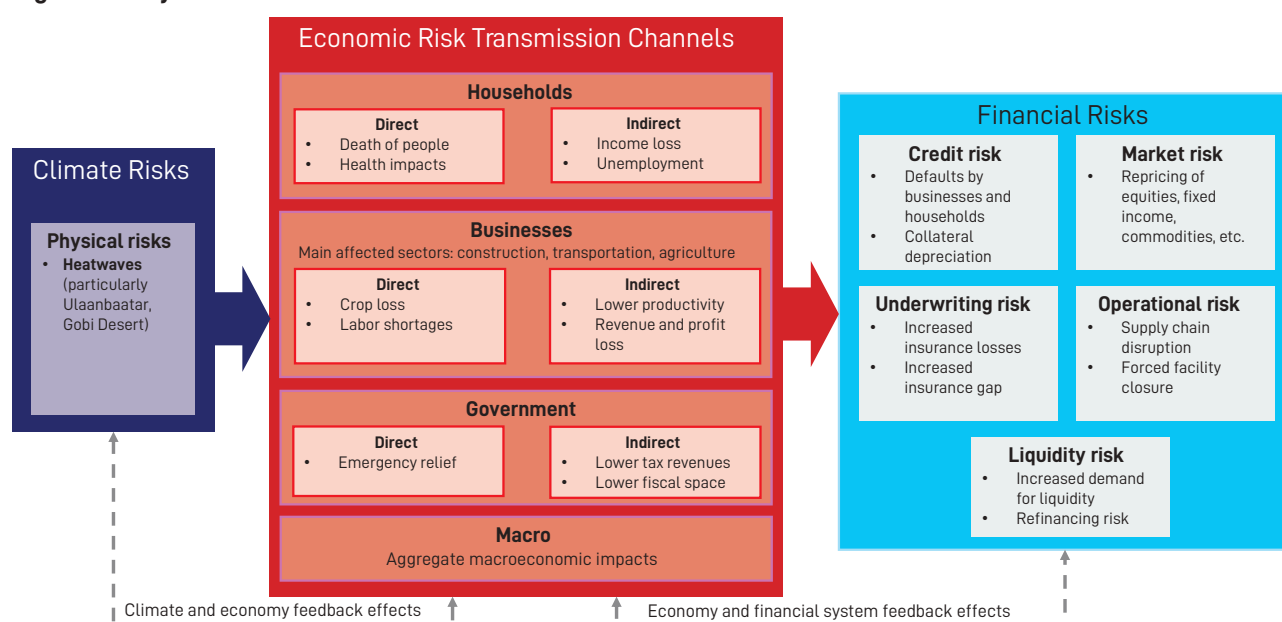 Economic Risk Transmission Channels
Households
Direct
• Death of people
• Health impacts
Indirect
• Income loss
• Unemployment
Businesses
Main affected sectors: construction, transportation, agriculture
Direct
• Crop loss
• Labor shortages
Indirect
• Lower productivity
• Revenue and profit
loss
Government
Direct
• Emergency relief
Indirect
• Lower tax revenues
• Lower fiscal space
Macro
Aggregate macroeconomic impacts
Climate Risks
Physical risks
• Heatwaves
(particularly
Ulaanbaatar,
Gobi Desert)
Financial Risks
Credit risk
• Defaults by
businesses and
households
• Collateral
depreciation
Market risk
• Repricing of
equities, fixed
income,
commodities, etc.
Underwriting risk
• Increased
insurance losses
• Increased
insurance gap
Operational risk
• Supply chain
disruption
• Forced facility
closure
Liquidity risk
• Increased demand
for liquidity
• Refinancing risk
Climate and economy feedback effects
Economy and financial system feedback effects